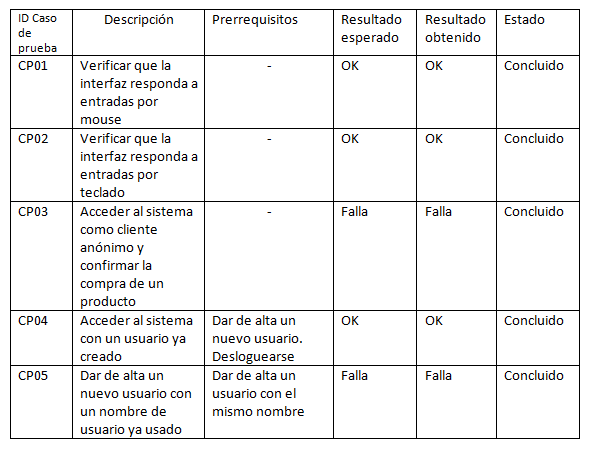 ID Caso de prueba Descripción Prerrequisitos Resultado esperado Resultado obtenido Estado
CP01 Verificar que la interfaz responda a entradas por mouse - OK OK Concluido
CP02 Verificar que la interfaz responda a entradas por teclado - OK OK Concluido
CP03 Acceder al sistema como cliente anónimo y confirmar la compra de un producto - Falla Falla Concluido
CP04 Acceder al sistema con un usuario ya creado Dar de alta un nuevo usuario. Desloguearse OK OK Concluido
CP05 Dar de alta un nuevo usuario con un nombre de usuario ya usado Dar de alta un usuario con el mismo nombre Falla Falla Concluido